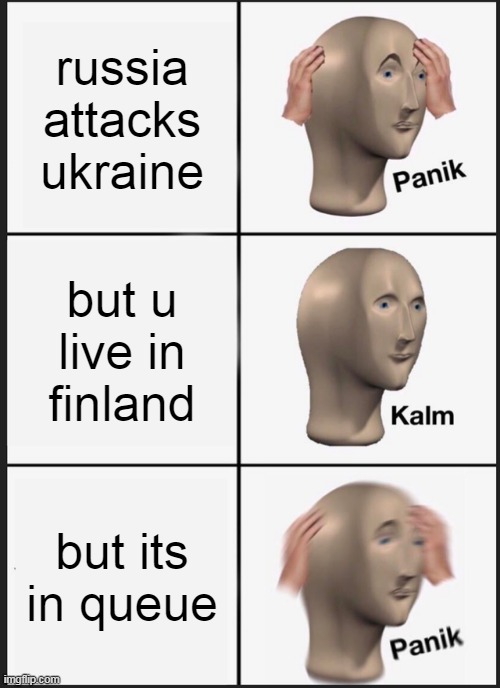 russia
attacks
ukraine
Panik
but u
live in
finland
Kalm
but its
in queue
Panik
imgflip.com